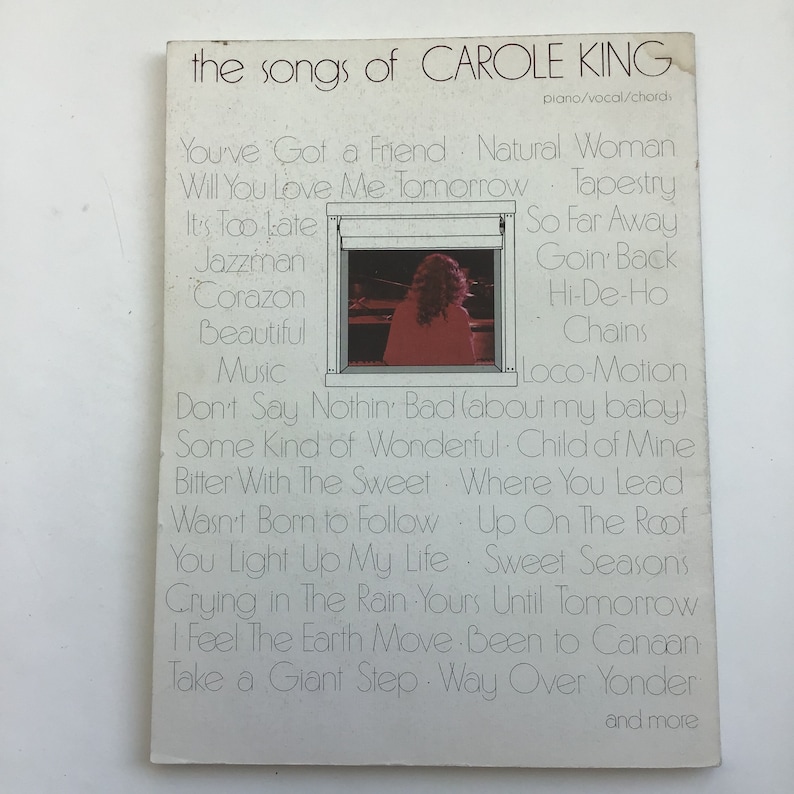 the songs of CAROLE KING
piano/vocal/chords
You've Got a Friend · Natural Woman
Will You Love Me Tomorrow · Tapestry
It's Too Late So Far Away
Jazzman Goin' Back
Corazon Hi-De-Ho
Beautiful Chains
Music Loco-Motion
Don't Say Nothin' Bad (about my baby)
Some Kind of Wonderful · Child of Mine
Bitter With The Sweet · Where You Lead
Wasn't Born to Follow · Up On The Roof
You Light Up My Life · Sweet Seasons
Crying in The Rain · Yours Until Tomorrow
I Feel The Earth Move · Been to Canaan
Take a Giant Step · Way Over Yonder
and more